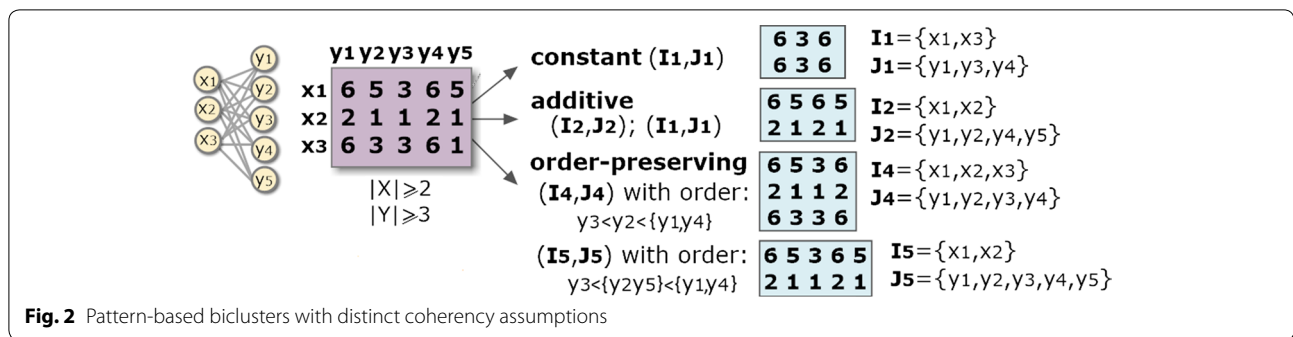 x1
x2
x3
y1
y2
y3
y4
y5
y1 y2 y3 y4 y5
x1 6 5 3 6 5
x2 2 1 1 2 1
x3 6 3 3 6 1
|X|⩾2
|Y|⩾3
constant (I1,J1)
6 3 6
6 3 6
I1={x1,x3}
J1={y1,y3,y4}
additive
(I2,J2); (I1,J1)
6 5 6 5
2 1 2 1
I2={x1,x2}
J2={y1,y2,y4,y5}
order-preserving
(I4,J4) with order:
y3<y2<{y1,y4}
6 5 3 6
2 1 1 2
6 3 3 6
I4={x1,x2,x3}
J4={y1,y2,y3,y4}
(I5,J5) with order:
y3<{y2y5}<{y1,y4}
6 5 3 6 5
2 1 1 2 1
I5={x1,x2}
J5={y1,y2,y3,y4,y5}
Fig. 2 Pattern-based biclusters with distinct coherency assumptions